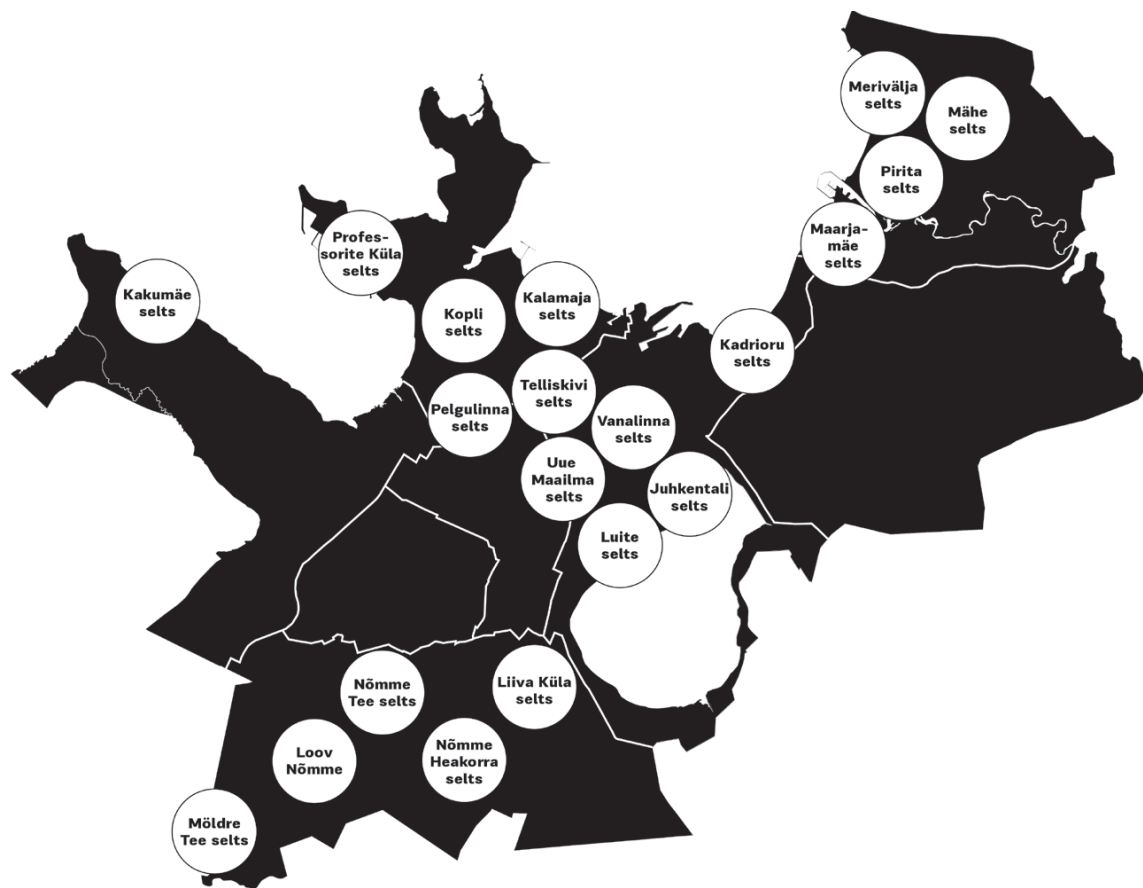 Merivälja
selts
Mähe
selts
Pirita
selts
Maarja-
mäe
selts
Profes-
sorite Küla
selts
Kakumäe
selts
Kopli
selts
Kalamaja
selts
Kadrioru
selts
Telliskivi
selts
Pelgulinna
selts
Vanalinna
selts
Uue
Maailma
selts
Juhkentali
selts
Luite
selts
Nõmme
Tee selts
Liiva Küla
selts
Loov
Nõmme
Nõmme
Heakorra
selts
Möldre
Tee selts